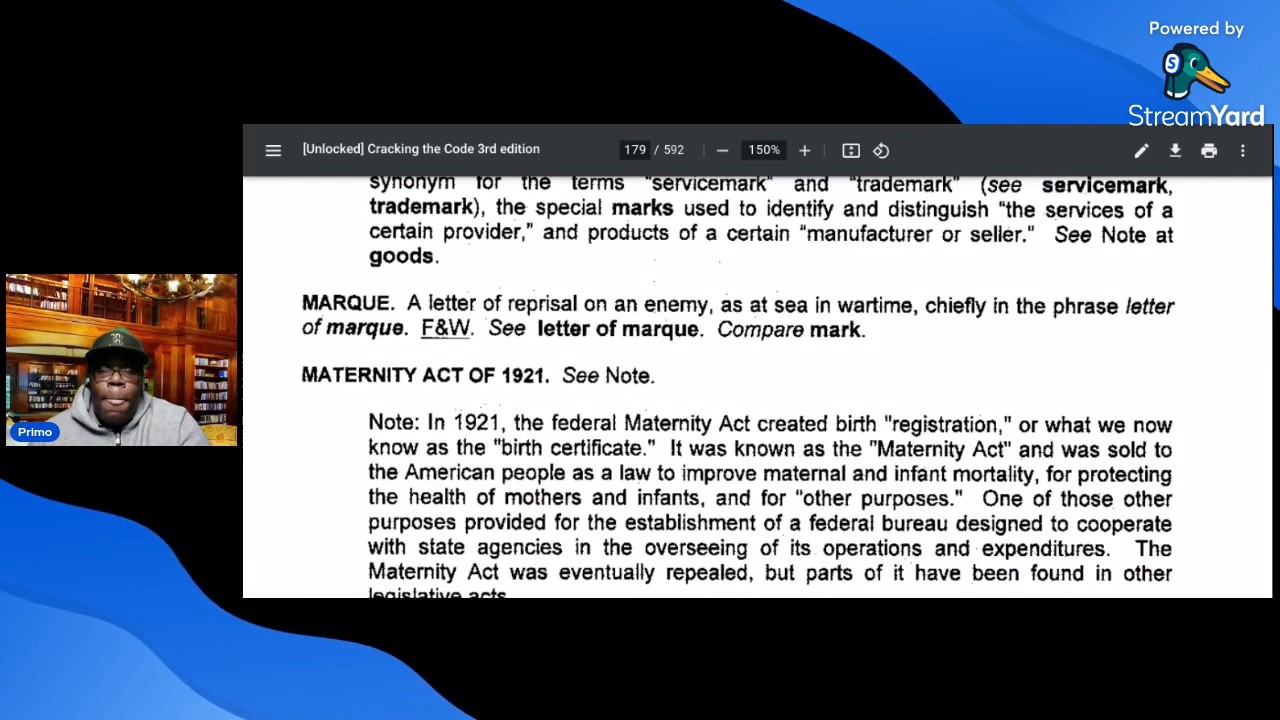 Powered by
StreamYard
[Unlocked] Cracking the Code 3rd edition
179 / 592
150%
synonym for the terms "servicemark" and "trademark" (see servicemark,
trademark), the special marks used to identify and distinguish "the services of a
certain provider," and products of a certain "manufacturer or seller." See Note at
goods.
MARQUE. A letter of reprisal on an enemy, as at sea in wartime, chiefly in the phrase letter
of marque. F&W. See letter of marque. Compare mark.
MATERNITY ACT OF 1921. See Note.
Note: In 1921, the federal Maternity Act created birth "registration," or what we now
know as the "birth certificate." It was known as the "Maternity Act" and was sold to
the American people as a law to improve maternal and infant mortality, for protecting
the health of mothers and infants, and for "other purposes." One of those other
purposes provided for the establishment of a federal bureau designed to cooperate
with state agencies in the overseeing of its operations and expenditures. The
Maternity Act was eventually repealed, but parts of it have been found in other
legislative acts.
Primo